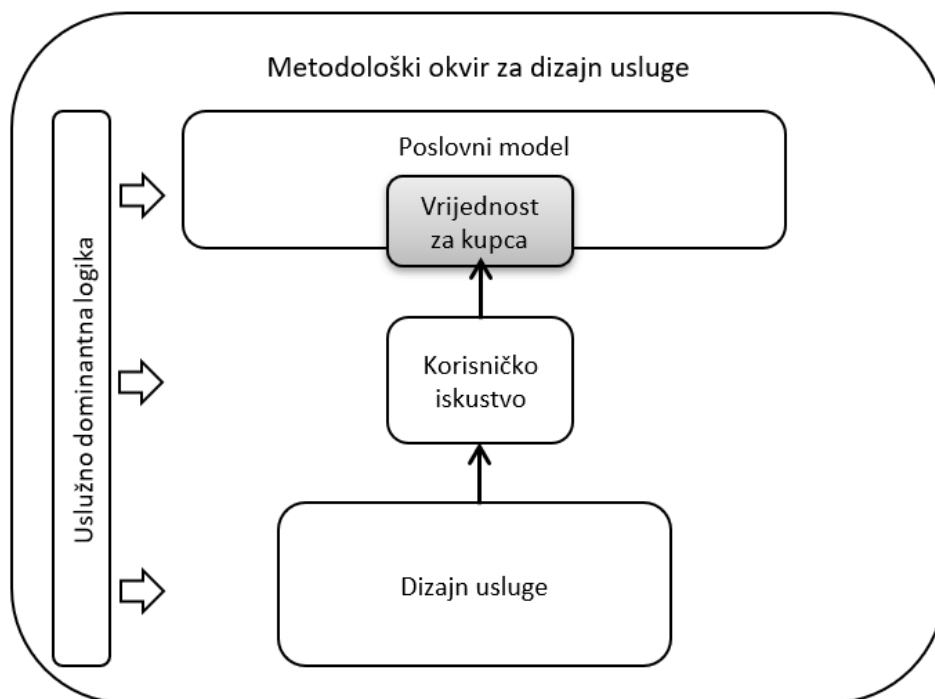 Metodološki okvir za dizajn usluge
Uslužno dominantna logika
Poslovni model
Vrijednost
za kupca
Korisničko
iskustvo
Dizajn usluge